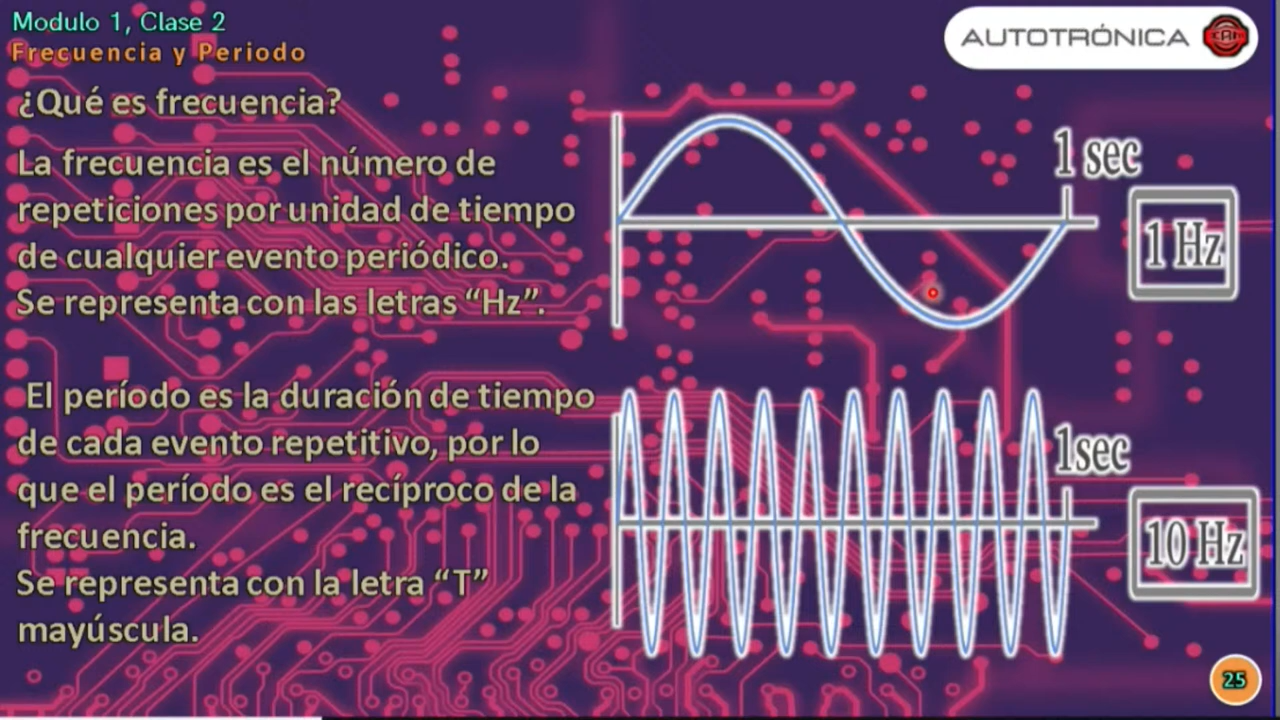 Modulo 1, Clase 2
Frecuencia y Periodo
AUTOTRÓNICA
¿Qué es frecuencia?
La frecuencia es el número de
repeticiones por unidad de tiempo
de cualquier evento periódico.
Se representa con las letras “Hz”.
El período es la duración de tiempo
de cada evento repetitivo, por lo
que el período es el recíproco de la
frecuencia.
Se representa con la letra “T”
mayúscula.
1 sec
1 Hz
1sec
10 Hz
25